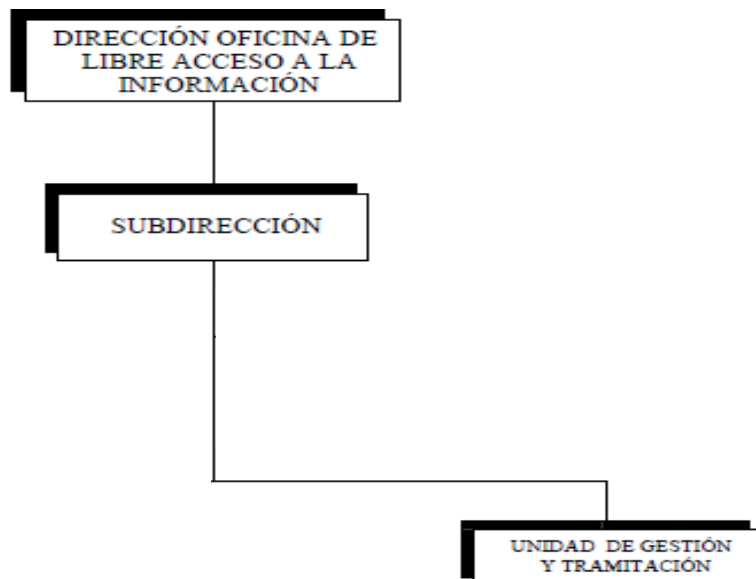 DIRECCIÓN OFICINA DE
LIBRE ACCESO A LA
INFORMACIÓN
SUBDIRECCIÓN
UNIDAD DE GESTIÓN
Y TRAMITACIÓN